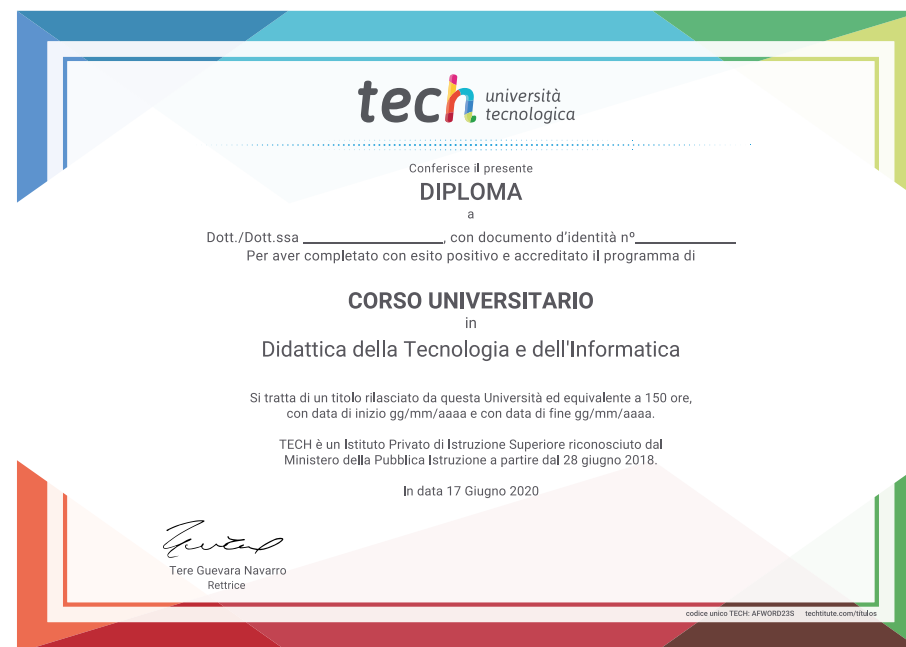 tech università
tecnologica
Conferisce il presente
DIPLOMA
a
Dott./Dott.ssa ____________________, con documento d'identità nº______________
Per aver completato con esito positivo e accreditato il programma di
CORSO UNIVERSITARIO
in
Didattica della Tecnologia e dell'Informatica
Si tratta di un titolo rilasciato da questa Università ed equivalente a 150 ore,
con data di inizio gg/mm/aaaa e con data di fine gg/mm/aaaa.
TECH è un Istituto Privato di Istruzione Superiore riconosciuto dal
Ministero della Pubblica Istruzione a partire dal 28 giugno 2018.
In data 17 Giugno 2020
Tere Guevara Navarro
Rettrice
codice unico TECH: AFWORD23S techtitute.com/titulos